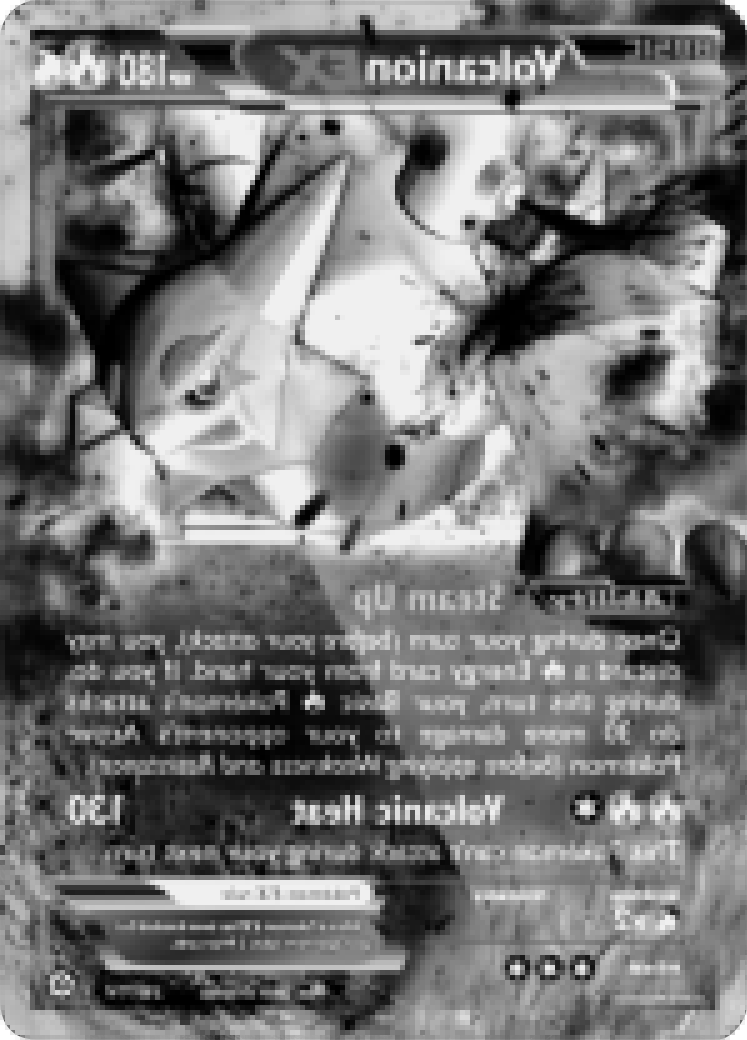 BASIC Volcanion EX HP180
Ability Steam Up
Once during your turn (before your attack), you may
discard a Energy card from your hand. If you do,
during this turn, your Basic Pokémon's attacks
do 30 more damage to your opponent's Active
Pokémon (before applying Weakness and Resistance).
Volcanic Heat 130
This Pokémon can't attack during your next turn.
Pokémon-EX rule
×2